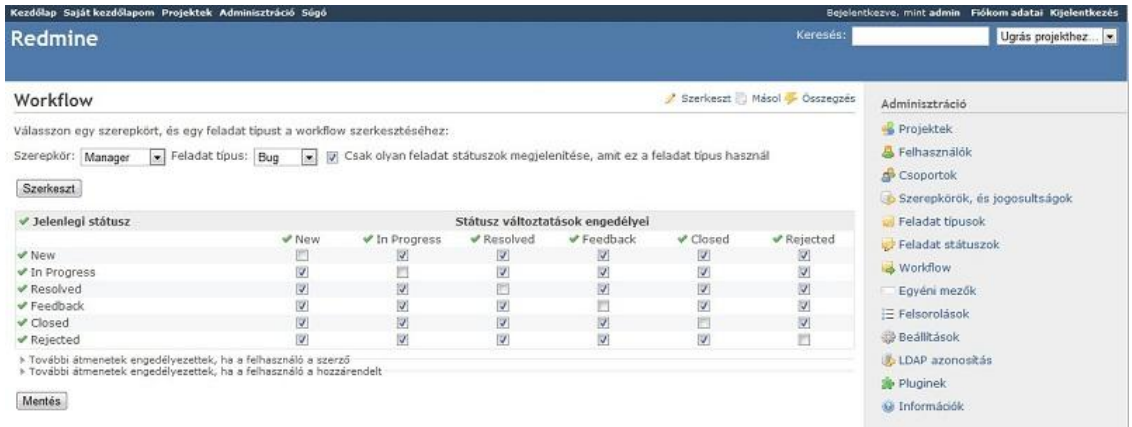 Kezdőlap Saját kezdőlapom Projektek Adminisztráció Súgó Bejelentkezve, mint admin Fiókom adatai Kijelentkezés
Redmine Keresés: Ugrás projekthez...
Workflow Szerkeszt Másol Összegzés
Válasszon egy szerepkört, és egy feladat típust a workflow szerkesztéséhez:
Szerepkör: Manager Feladat típus: Bug Csak olyan feladat státuszok megjelenítése, amit ez a feladat típus használ
Szerkeszt
Jelenlegi státusz Státusz változtatások engedélyei
New In Progress Resolved Feedback Closed Rejected
New
In Progress
Resolved
Feedback
Closed
Rejected
További átmenetek engedélyezettek, ha a felhasználó a szerző
További átmenetek engedélyezettek, ha a felhasználó a hozzárendelt
Mentés
Adminisztráció
Projektek
Felhasználók
Csoportok
Szerepkörök, és jogosultságok
Feladat típusok
Feladat státuszok
Workflow
Egyéni mezők
Felsorolások
Beállítások
LDAP azonosítás
Pluginek
Információk